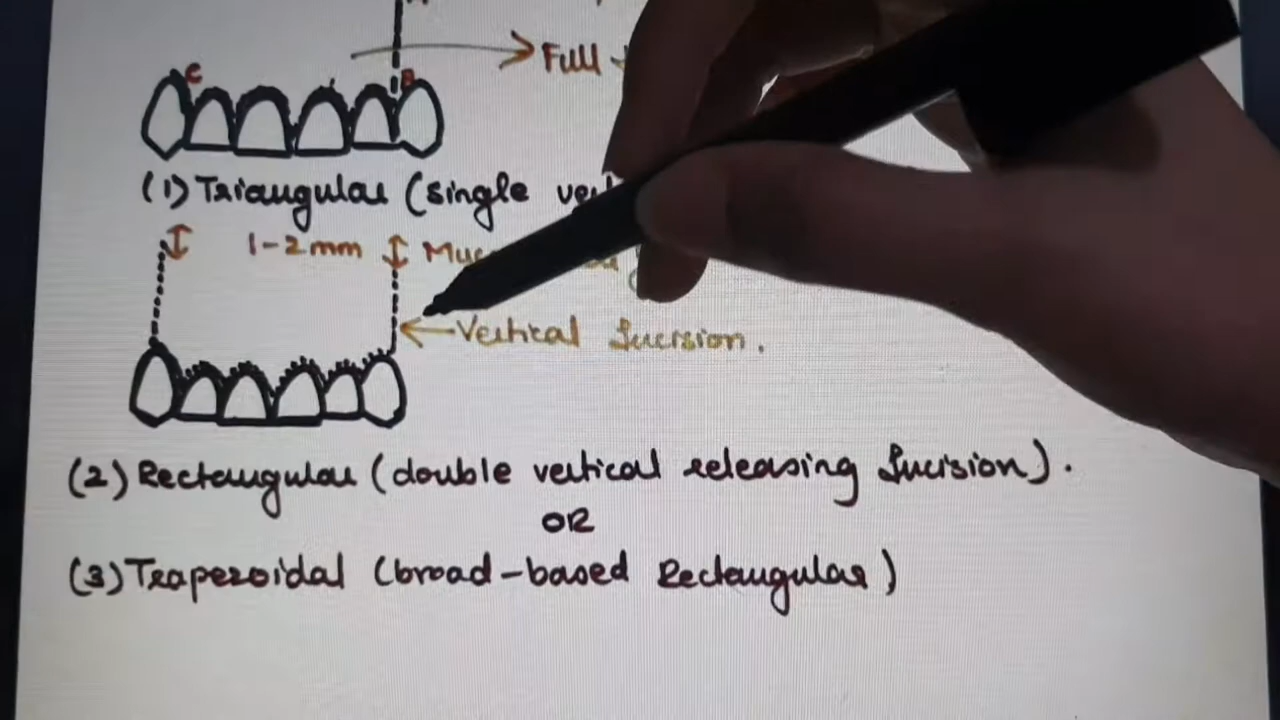 C B
Full
(1) Triangular (single
1-2mm
Vertical Incision.
(2) Rectangular (double vertical releasing Incision).
OR
(3) Trapezoidal (broad-based Rectangular)